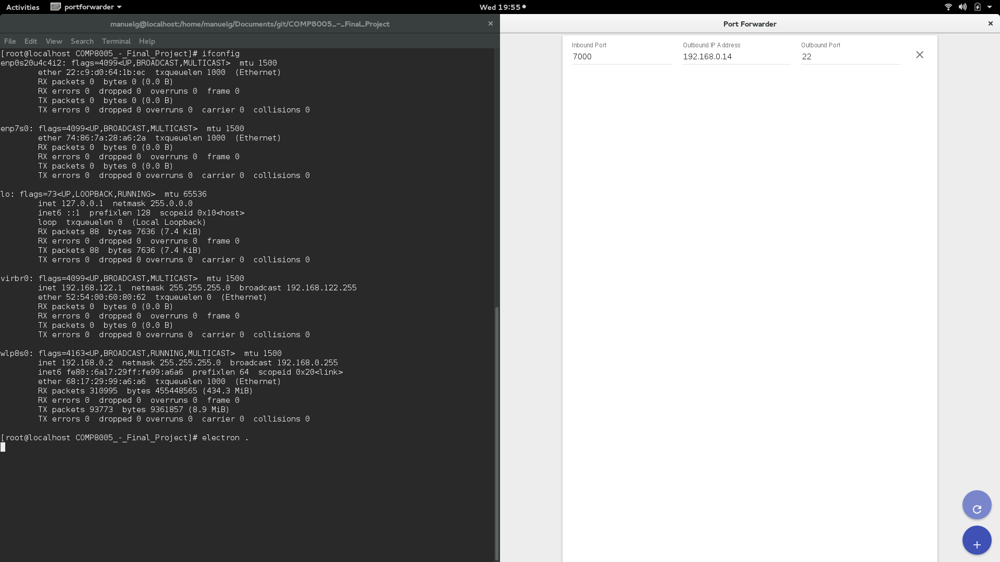 Activities portforwarder Wed 19:55
manuelg@localhost:/home/manuelg/Documents/git/COMP8005_-_Final_Project
File Edit View Search Terminal Help
[root@localhost COMP8005_-_Final_Project]# ifconfig
enp0s20u4c4i2: flags=4099<UP,BROADCAST,MULTICAST>  mtu 1500
        ether 22:c9:d0:64:1b:ec  txqueuelen 1000  (Ethernet)
        RX packets 0  bytes 0 (0.0 B)
        RX errors 0  dropped 0  overruns 0  frame 0
        TX packets 0  bytes 0 (0.0 B)
        TX errors 0  dropped 0 overruns 0  carrier 0  collisions 0
enp7s0: flags=4099<UP,BROADCAST,MULTICAST>  mtu 1500
        ether 74:86:7a:28:a6:2a  txqueuelen 1000  (Ethernet)
        RX packets 0  bytes 0 (0.0 B)
        RX errors 0  dropped 0  overruns 0  frame 0
        TX packets 0  bytes 0 (0.0 B)
        TX errors 0  dropped 0 overruns 0  carrier 0  collisions 0
lo: flags=73<UP,LOOPBACK,RUNNING>  mtu 65536
        inet 127.0.0.1  netmask 255.0.0.0
        inet6 ::1  prefixlen 128  scopeid 0x10<host>
        loop  txqueuelen 0  (Local Loopback)
        RX packets 88  bytes 7636 (7.4 KiB)
        RX errors 0  dropped 0  overruns 0  frame 0
        TX packets 88  bytes 7636 (7.4 KiB)
        TX errors 0  dropped 0 overruns 0  carrier 0  collisions 0
virbr0: flags=4099<UP,BROADCAST,MULTICAST>  mtu 1500
        inet 192.168.122.1  netmask 255.255.255.0  broadcast 192.168.122.255
        ether 52:54:00:60:80:62  txqueuelen 0  (Ethernet)
        RX packets 0  bytes 0 (0.0 B)
        RX errors 0  dropped 0  overruns 0  frame 0
        TX packets 0  bytes 0 (0.0 B)
        TX errors 0  dropped 0 overruns 0  carrier 0  collisions 0
wlp8s0: flags=4163<UP,BROADCAST,RUNNING,MULTICAST>  mtu 1500
        inet 192.168.0.2  netmask 255.255.255.0  broadcast 192.168.0.255
        inet6 fe80::6a17:29ff:fe99:a6a6  prefixlen 64  scopeid 0x20<link>
        ether 68:17:29:99:a6:a6  txqueuelen 1000  (Ethernet)
        RX packets 310995  bytes 455448565 (434.3 MiB)
        RX errors 0  dropped 0  overruns 0  frame 0
        TX packets 93773  bytes 9361857 (8.9 MiB)
        TX errors 0  dropped 0 overruns 0  carrier 0  collisions 0
[root@localhost COMP8005_-_Final_Project]# electron .
Port Forwarder
Inbound Port Outbound IP Address Outbound Port
7000 192.168.0.14 22